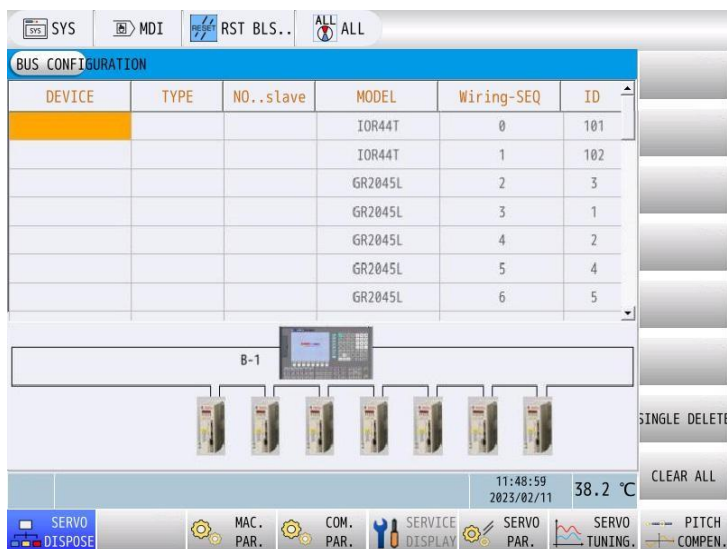 SYS SYS MDI RESET RST BLS.. ALL ALL
BUS CONFIGURATION
DEVICE TYPE NO..slave MODEL Wiring-SEQ ID
IOR44T 0 101
IOR44T 1 102
GR2045L 2 3
GR2045L 3 1
GR2045L 4 2
GR2045L 5 4
GR2045L 6 5
B-1
SINGLE DELETE
CLEAR ALL
11:48:59
2023/02/11
38.2 ℃
SERVO
DISPOSE
MAC.
PAR.
COM.
PAR.
SERVICE
DISPLAY
SERVO
PAR.
SERVO
TUNING.
PITCH
COMPEN.